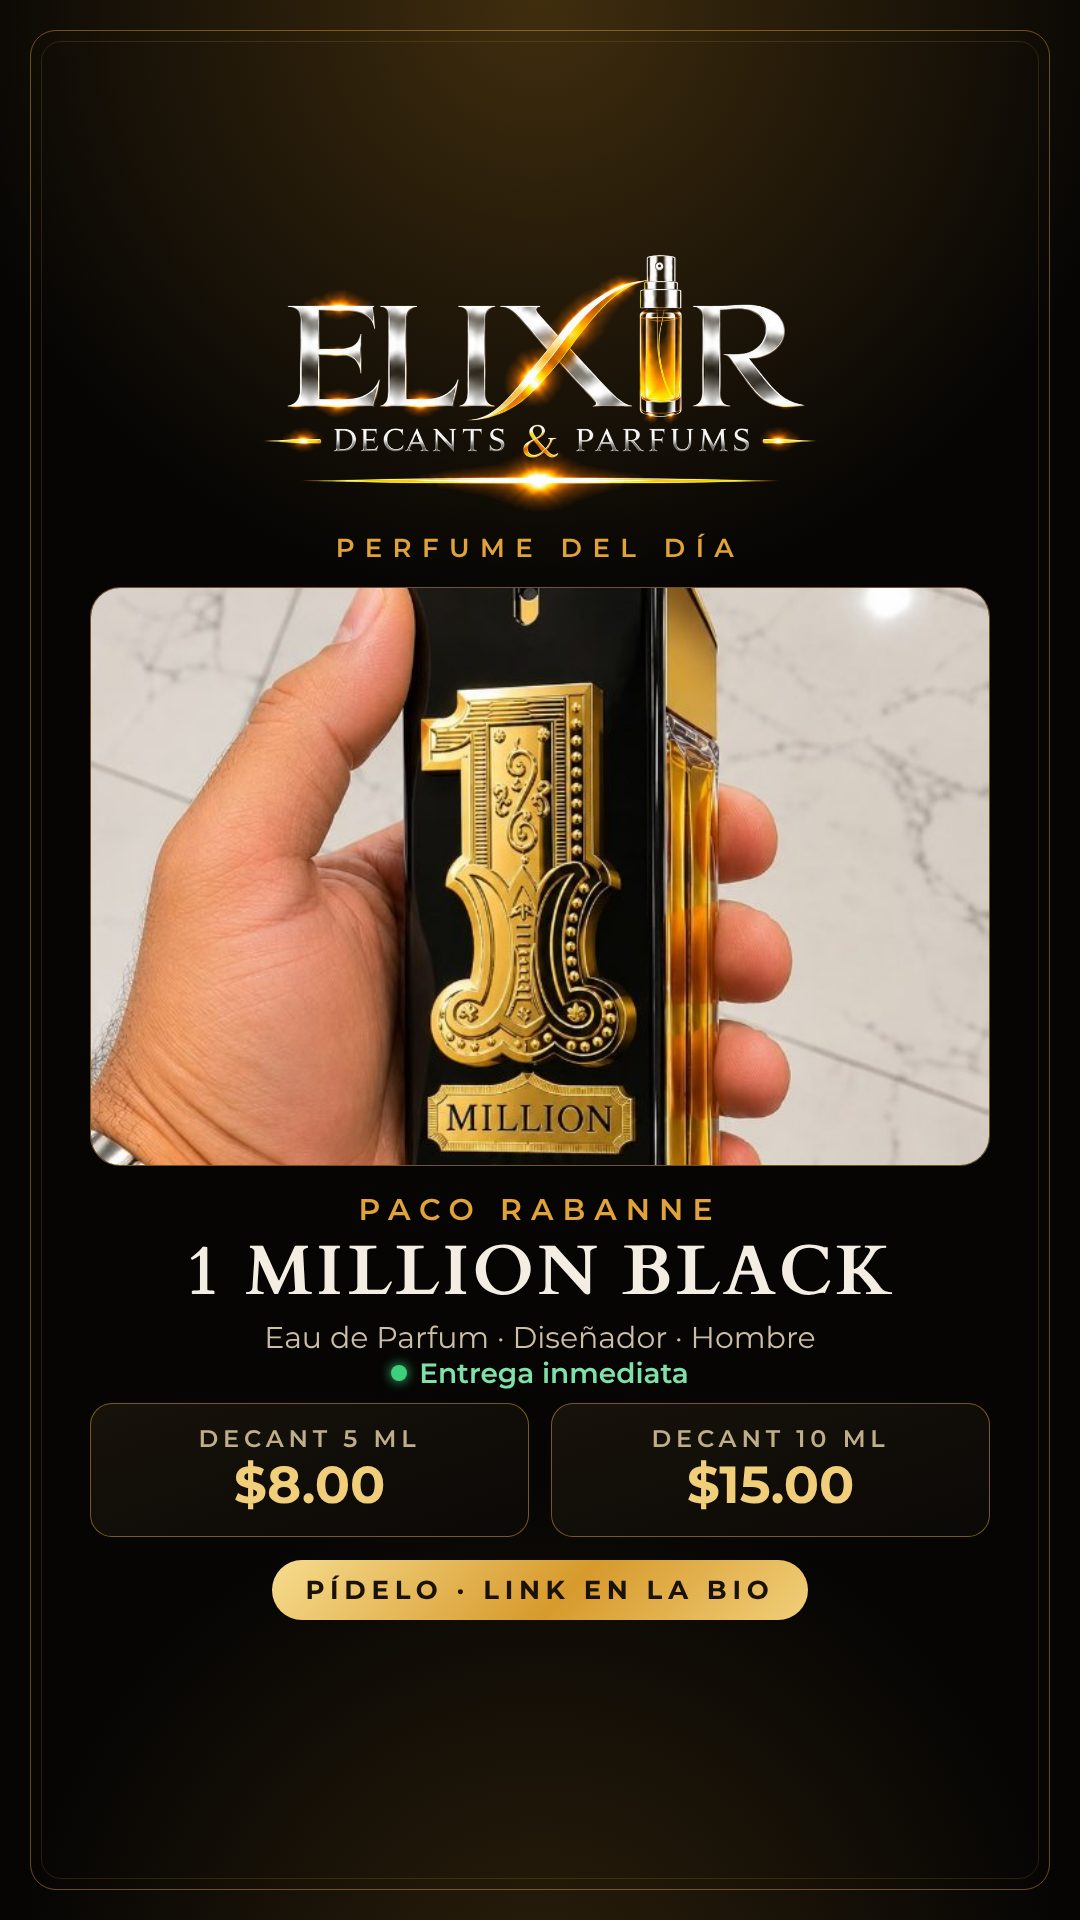 ELIXIR
DECANTS & PARFUMS
PERFUME DEL DÍA
1
MILLION
PACO RABANNE
1 MILLION BLACK
Eau de Parfum · Diseñador · Hombre
Entrega inmediata
DECANT 5 ML
$8.00
DECANT 10 ML
$15.00
PÍDELO · LINK EN LA BIO